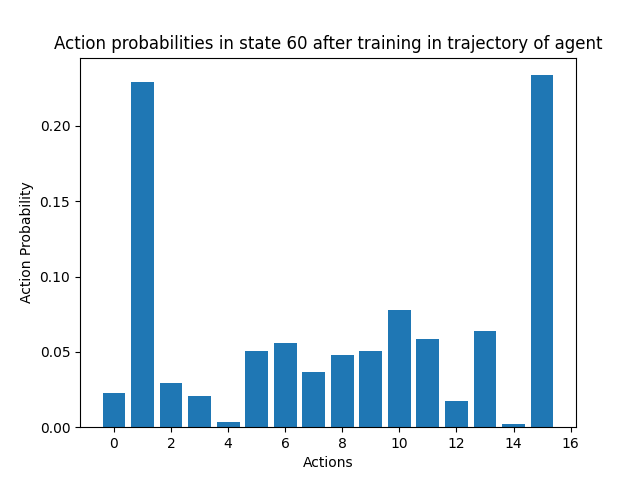 Action probabilities in state 60 after training in trajectory of agent
0.20
0.15
0.10
0.05
0.00
Action Probability
0 2 4 6 8 10 12 14 16
Actions